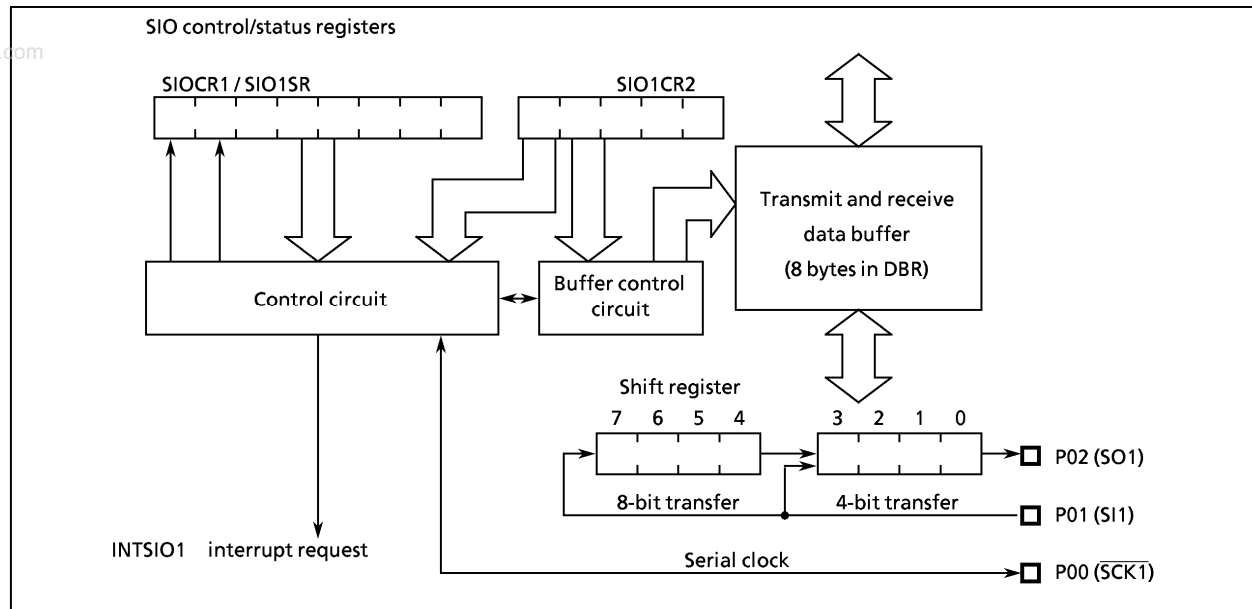 SIO control/status registers
.com
SIOCR1 / SIO1SR
SIO1CR2
Transmit and receive
data buffer
(8 bytes in DBR)
Control circuit
Buffer control
circuit
Shift register
7 6 5 4 3 2 1 0
P02 (SO1)
8-bit transfer
4-bit transfer
P01 (SI1)
INTSIO1 interrupt request
Serial clock
P00 (S̅C̅K̅1̅)